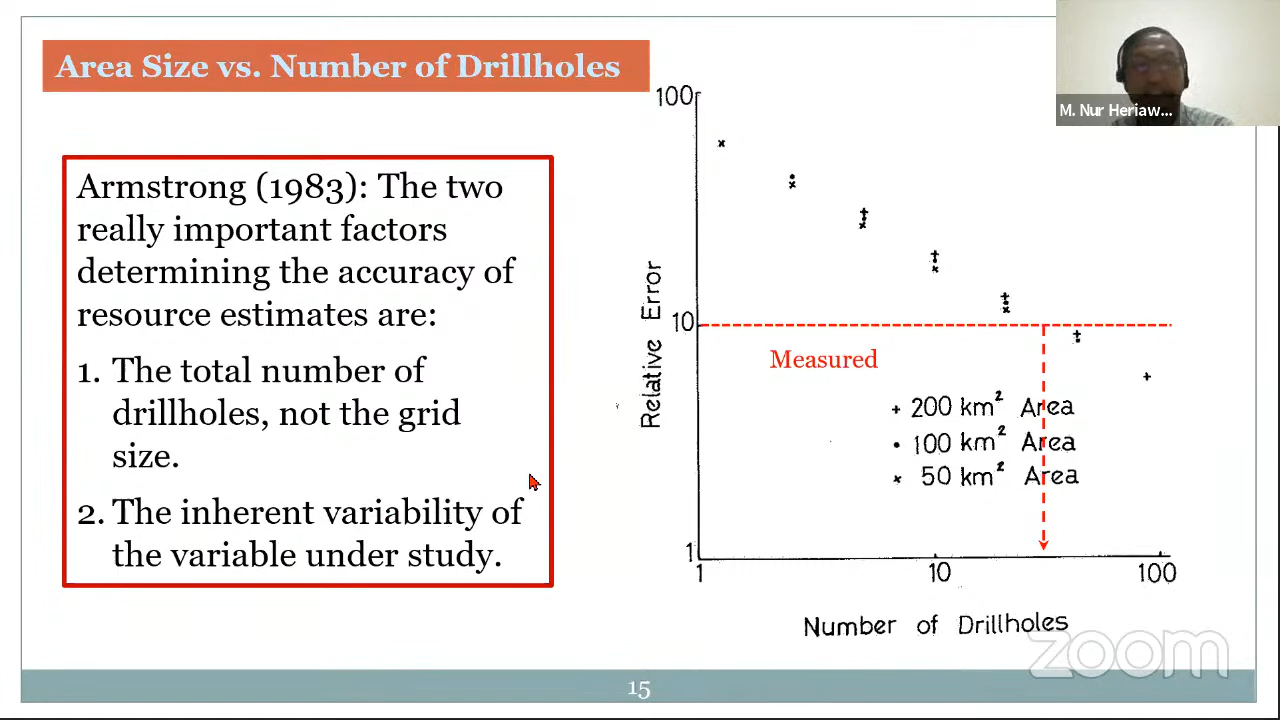 Area Size vs. Number of Drillholes
M. Nur Heriaw...
Armstrong (1983): The two
really important factors
determining the accuracy of
resource estimates are:
1. The total number of
drillholes, not the grid
size.
2. The inherent variability of
the variable under study.
100
10
1
Relative Error
Measured
+ 200 km² Area
• 100 km² Area
× 50 km² Area
1 10 100
Number of Drillholes
zoom
15